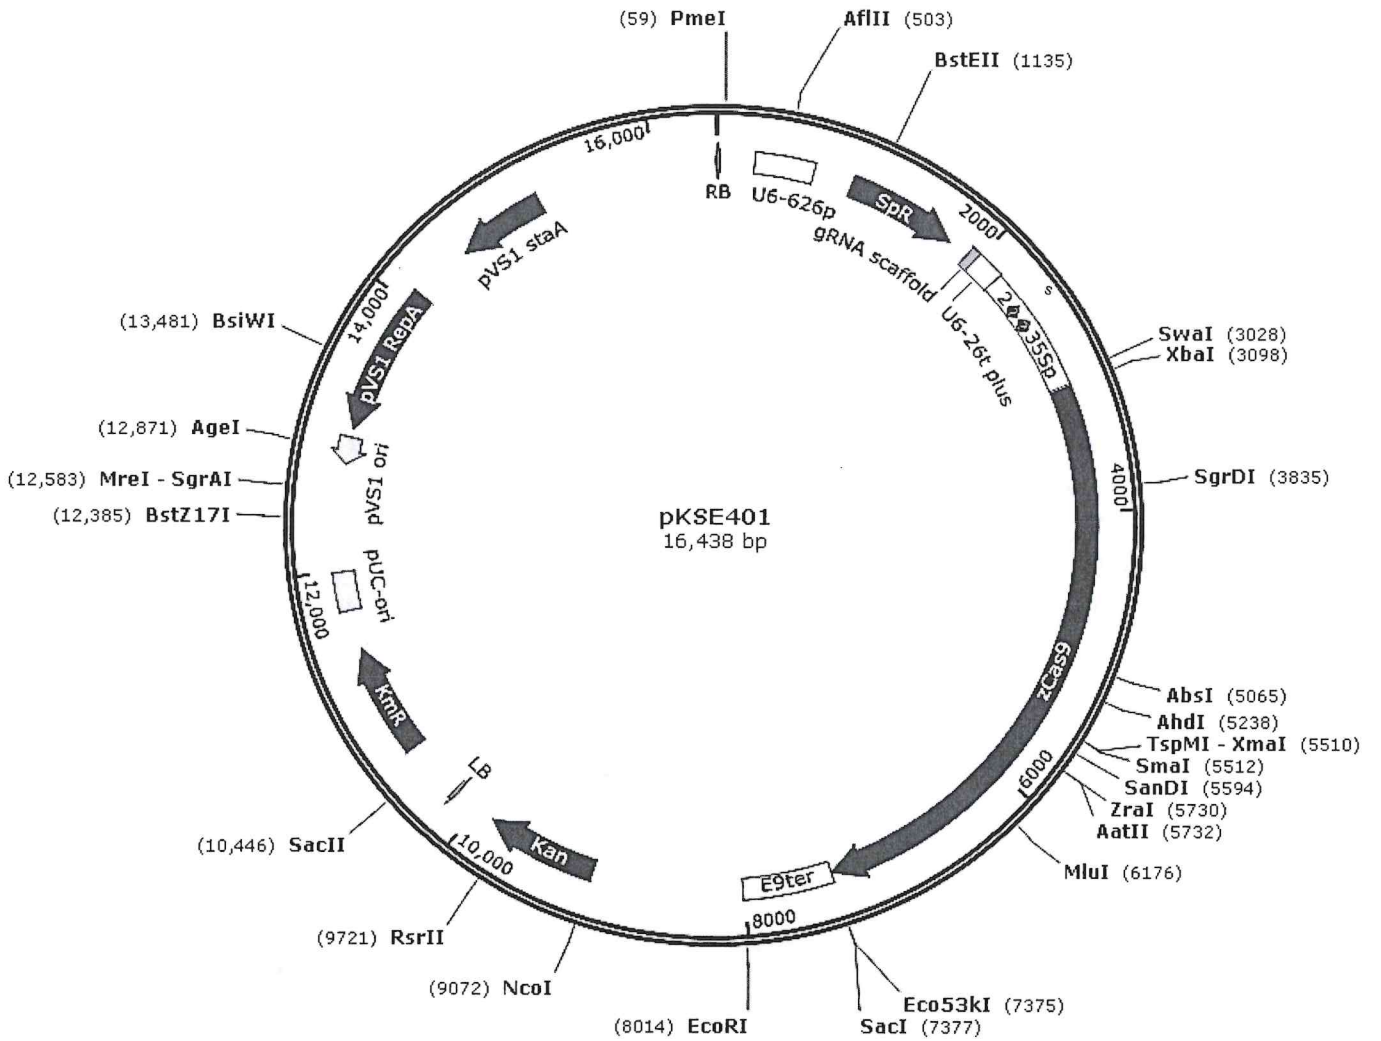 (59) PmeI
AflII (503)
BstEII (1135)
16,000
RB
U6-626p
SpR
2000
gRNA scaffold
U6-26t plus
s
35Sp
SwaI (3028)
XbaI (3098)
4000
SgrDI (3835)
zCas9
AbsI (5065)
AhdI (5238)
TspMI - XmaI (5510)
SmaI (5512)
SanDI (5594)
ZraI (5730)
AatII (5732)
6000
MluI (6176)
E9ter
8000
Eco53kI (7375)
SacI (7377)
(8014) EcoRI
(9072) NcoI
(9721) RsrII
Kan
10,000
LB
(10,446) SacII
KmR
12,000
pUC-ori
pVS1 ori
(12,385) BstZ17I
(12,583) MreI - SgrAI
(12,871) AgeI
(13,481) BsiWI
pVS1 RepA
14,000
pVS1 staA
pKSE401
16,438 bp